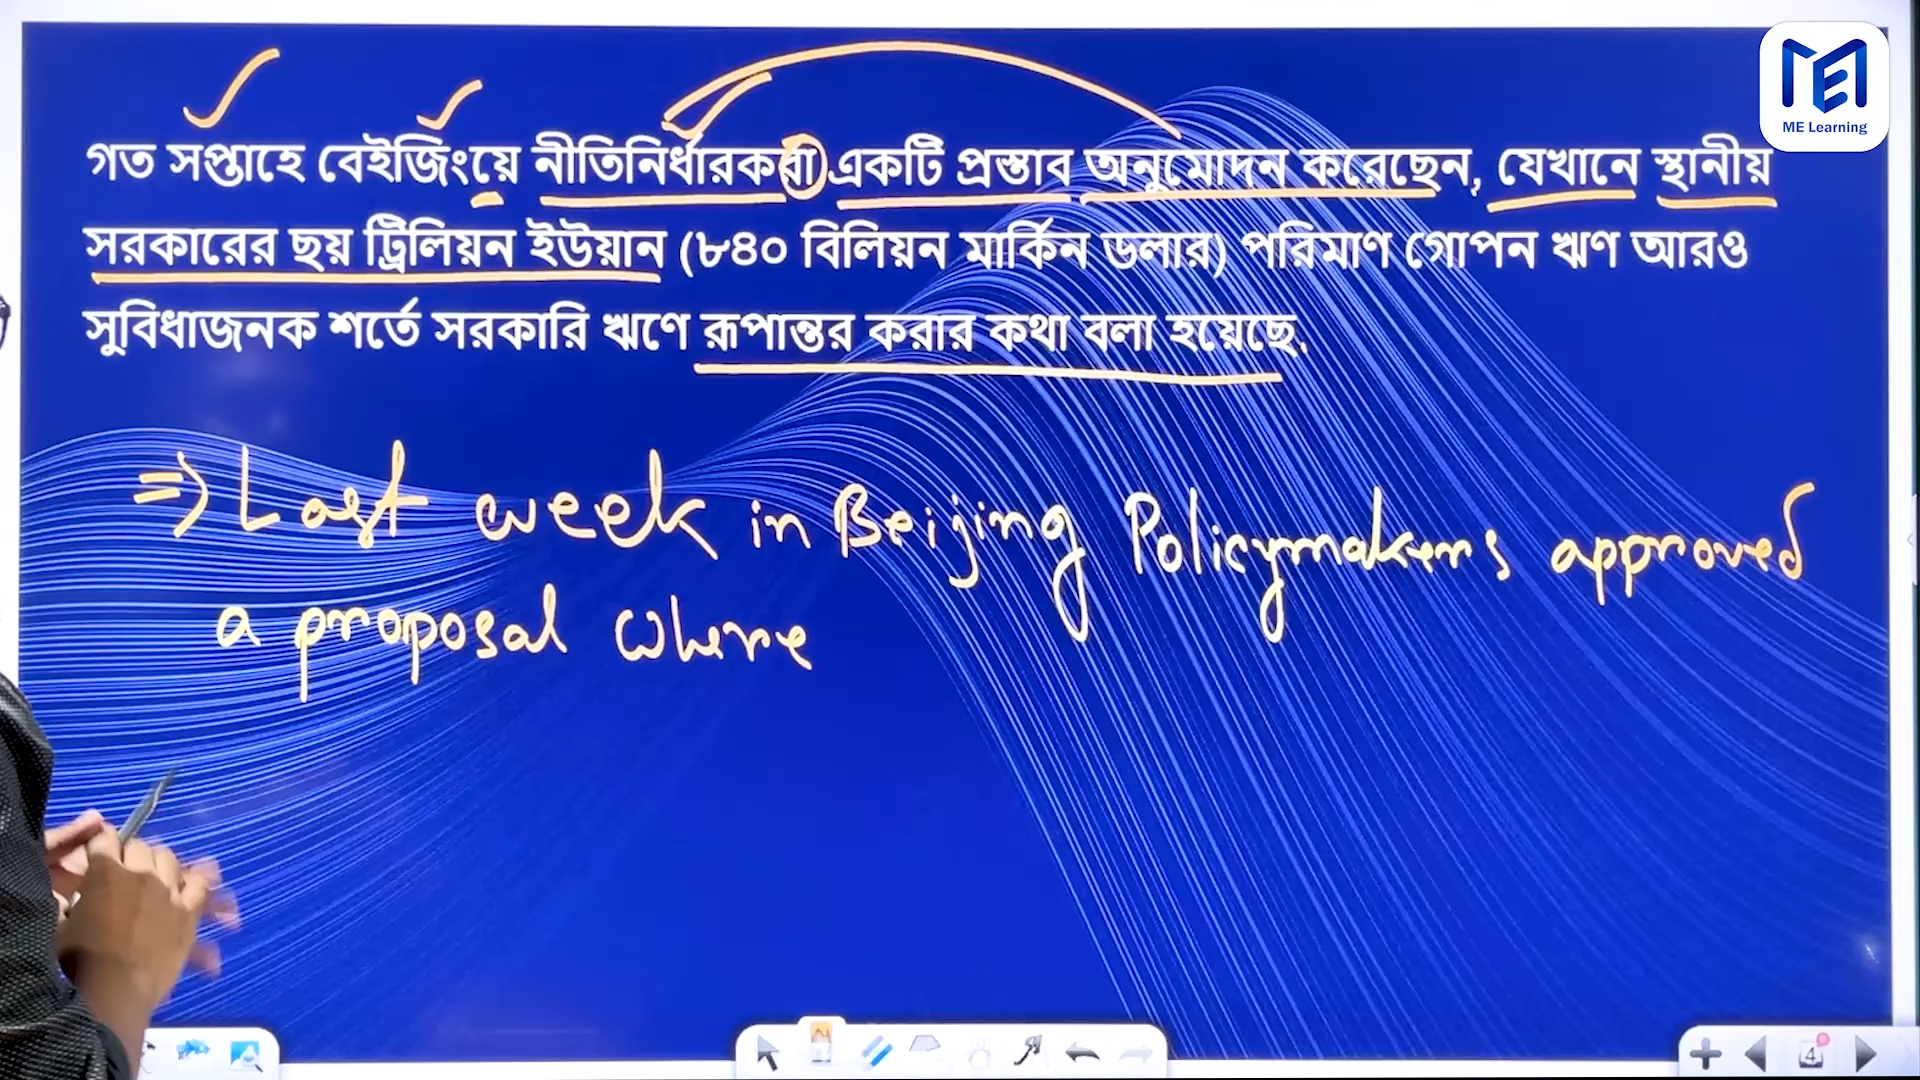 ME Learning
গত সপ্তাহে বেইজিংয়ে নীতিনির্ধারকরা একটি প্রস্তাব অনুমোদন করেছেন, যেখানে স্থানীয়
সরকারের ছয় ট্রিলিয়ন ইউয়ান (৮৪০ বিলিয়ন মার্কিন ডলার) পরিমাণ গোপন ঋণ আরও
সুবিধাজনক শর্তে সরকারি ঋণে রূপান্তর করার কথা বলা হয়েছে.
⇒ Last week in Beijing Policymakers approved
a proposal where
4